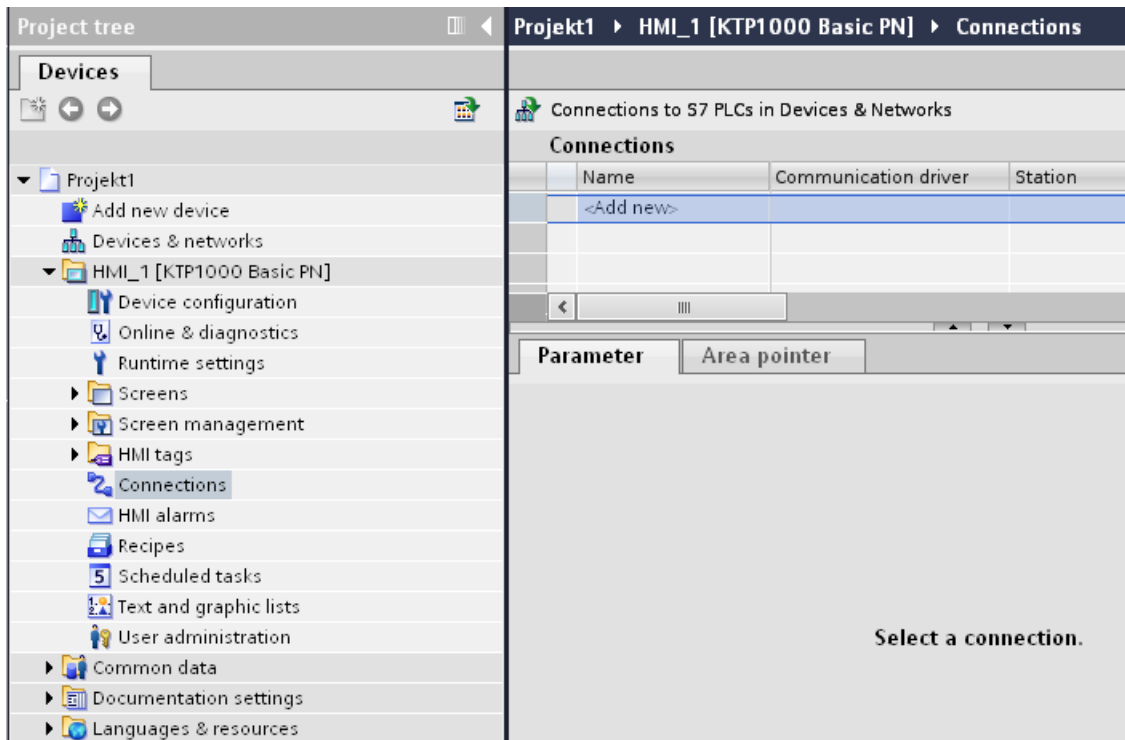 Project tree
Devices
Projekt1
Add new device
Devices & networks
HMI_1 [KTP1000 Basic PN]
Device configuration
Online & diagnostics
Runtime settings
Screens
Screen management
HMI tags
Connections
HMI alarms
Recipes
Scheduled tasks
Text and graphic lists
User administration
Common data
Documentation settings
Languages & resources
Projekt1 ▸ HMI_1 [KTP1000 Basic PN] ▸ Connections
Connections to S7 PLCs in Devices & Networks
Connections
Name Communication driver Station
<Add new>
Parameter Area pointer
Select a connection.